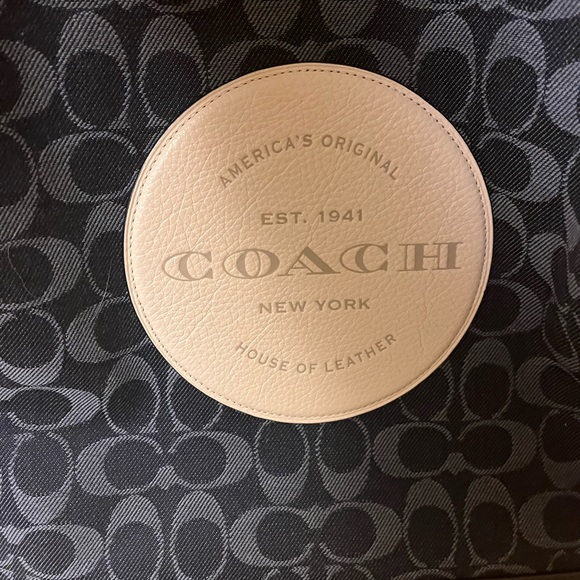 AMERICA'S ORIGINAL
EST. 1941
COACH
NEW YORK
HOUSE OF LEATHER